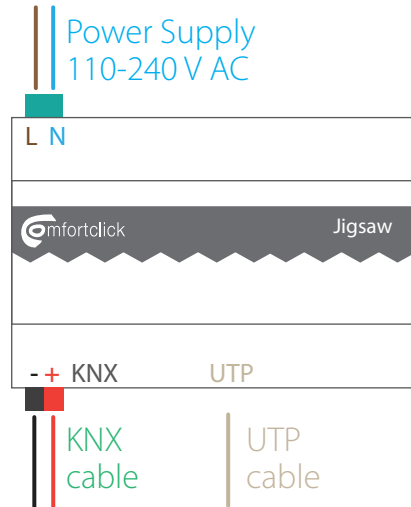 Power Supply
110-240 V AC
L N
comfortclick Jigsaw
- + KNX UTP
KNX
cable
UTP
cable